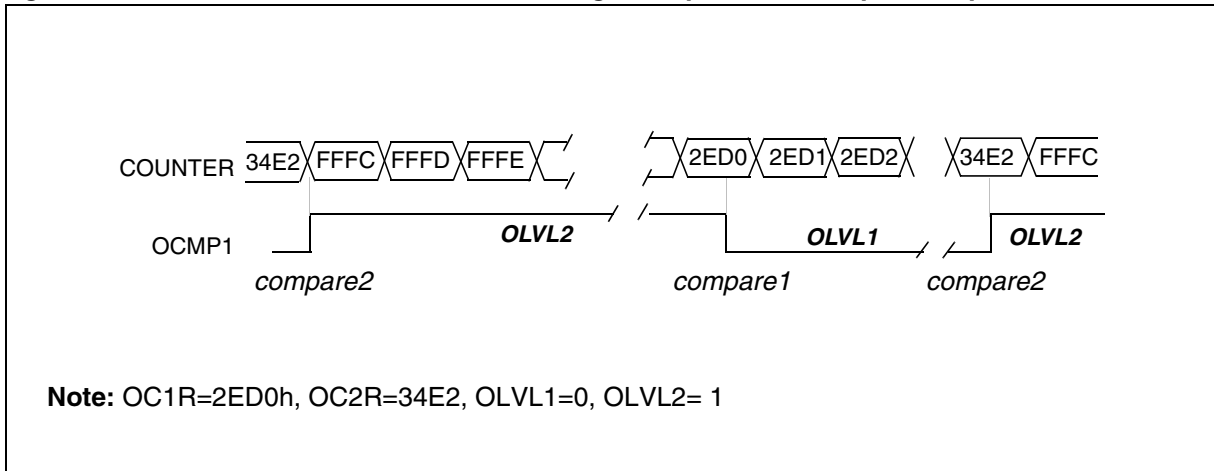 COUNTER 34E2 FFFC FFFD FFFE 2ED0 2ED1 2ED2 34E2 FFFC
OCMP1 OLVL2 OLVL1 OLVL2
compare2 compare1 compare2
Note: OC1R=2ED0h, OC2R=34E2, OLVL1=0, OLVL2= 1